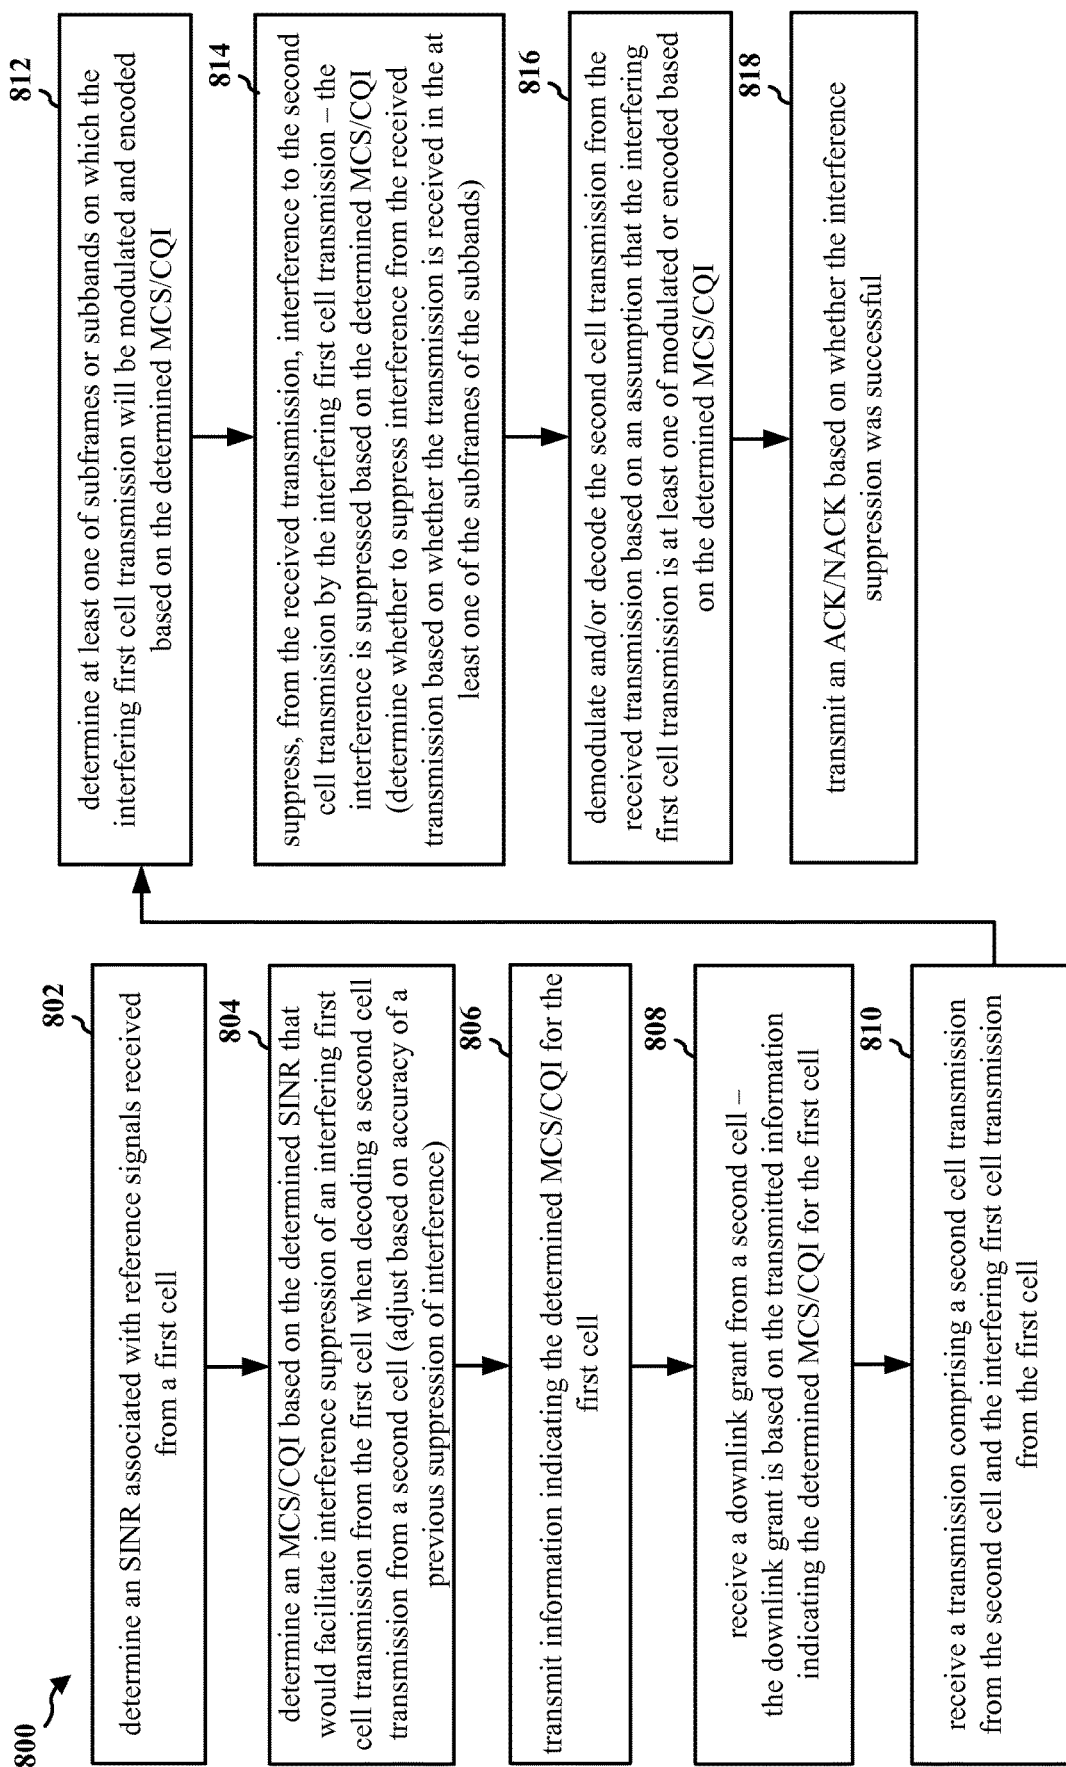 800
802
determine an SINR associated with reference signals received
from a first cell
804
determine an MCS/CQI based on the determined SINR that
would facilitate interference suppression of an interfering first
cell transmission from the first cell when decoding a second cell
transmission from a second cell (adjust based on accuracy of a
previous suppression of interference)
806
transmit information indicating the determined MCS/CQI for the
first cell
808
receive a downlink grant from a second cell –
the downlink grant is based on the transmitted information
indicating the determined MCS/CQI for the first cell
810
receive a transmission comprising a second cell transmission
from the second cell and the interfering first cell transmission
from the first cell
812
determine at least one of subframes or subbands on which the
interfering first cell transmission will be modulated and encoded
based on the determined MCS/CQI
814
suppress, from the received transmission, interference to the second
cell transmission by the interfering first cell transmission – the
interference is suppressed based on the determined MCS/CQI
(determine whether to suppress interference from the received
transmission based on whether the transmission is received in the at
least one of the subframes of the subbands)
816
demodulate and/or decode the second cell transmission from the
received transmission based on an assumption that the interfering
first cell transmission is at least one of modulated or encoded based
on the determined MCS/CQI
818
transmit an ACK/NACK based on whether the interference
suppression was successful